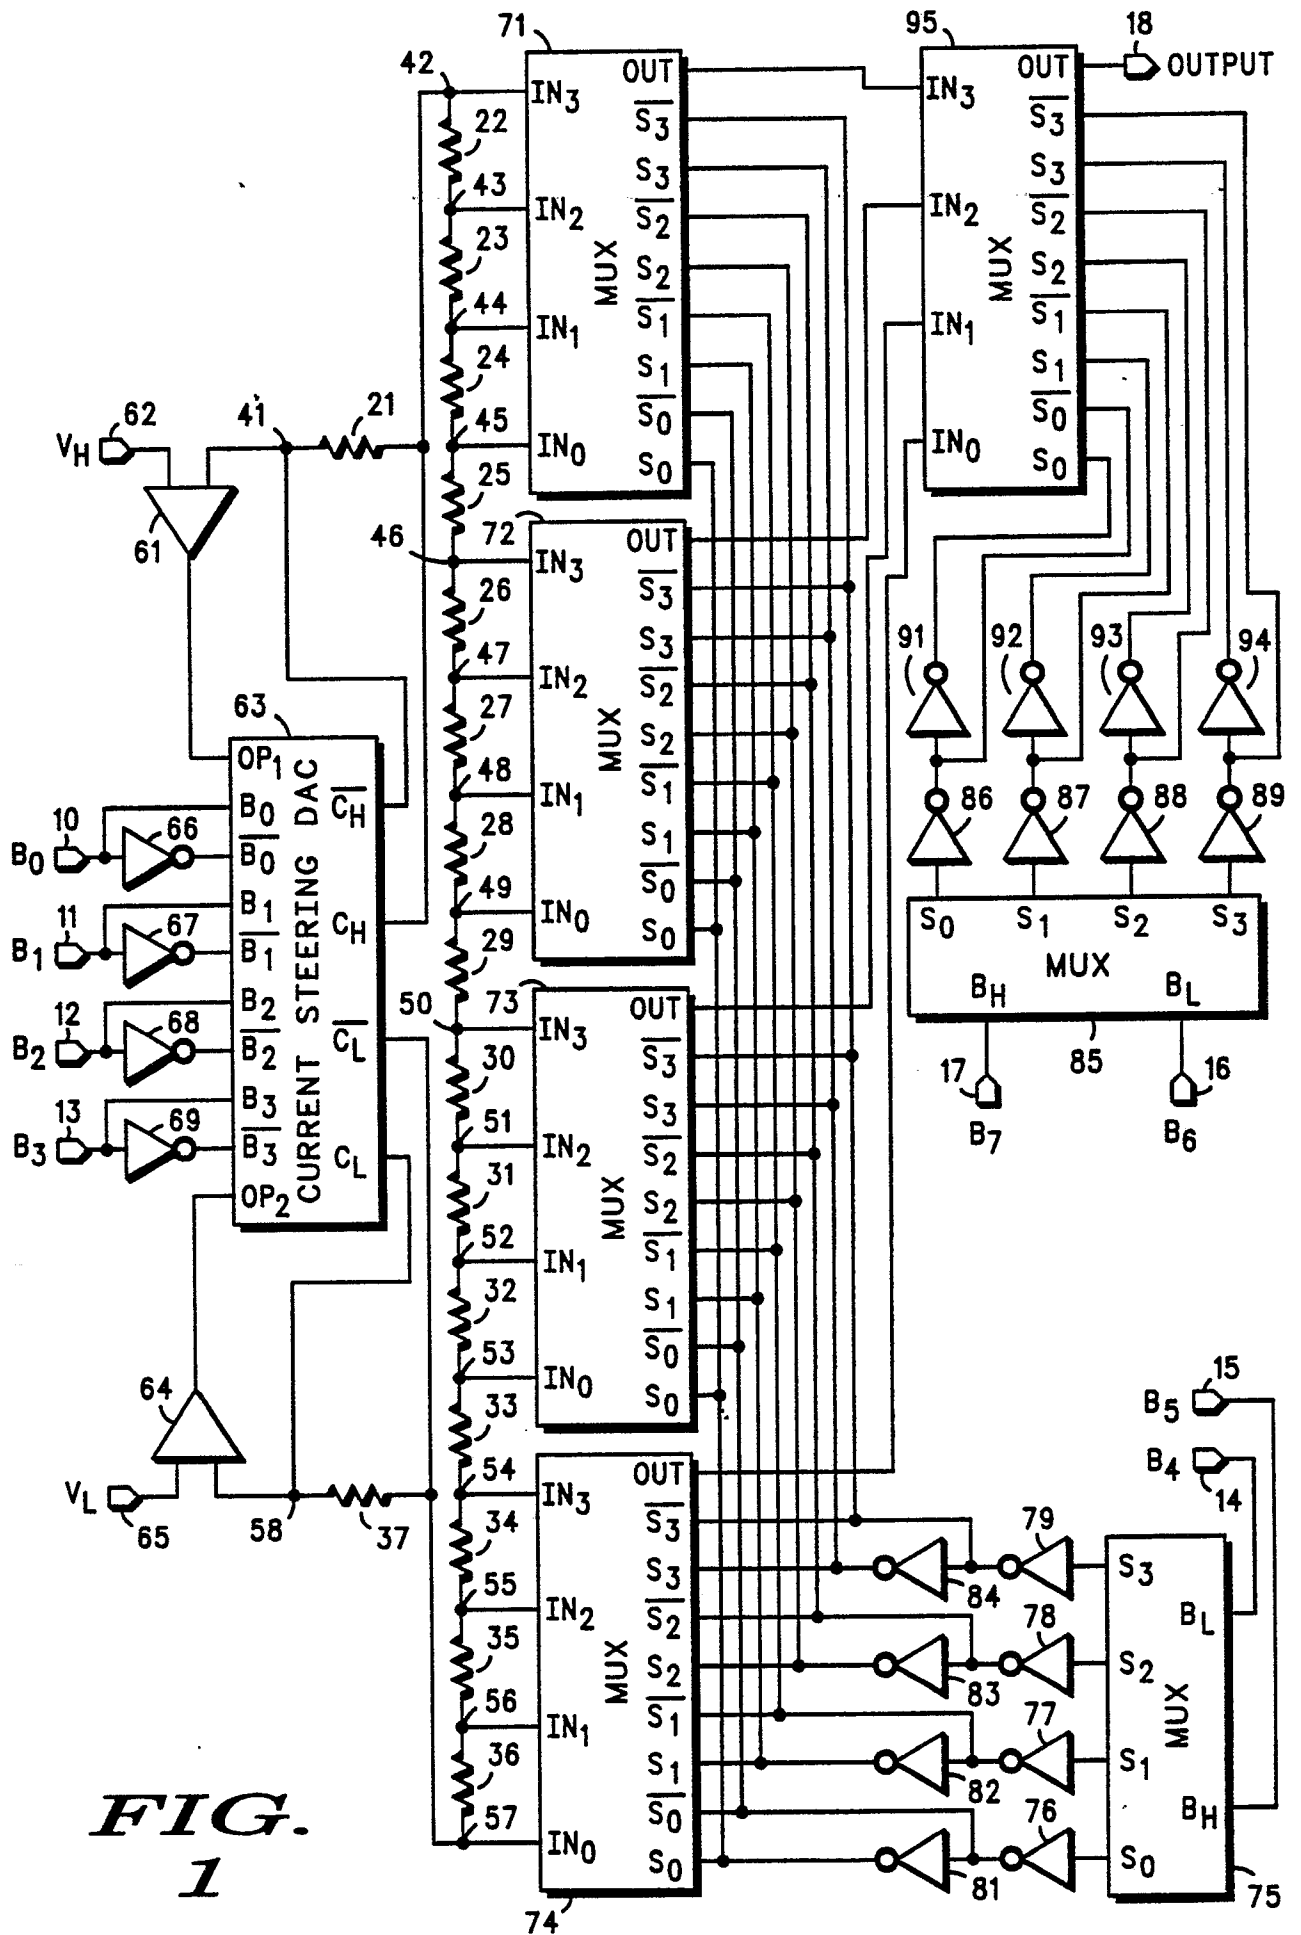 71
95
18
42
OUT
OUT
OUTPUT
IN3
IN3
22
S̅3
S̅3
43
S3
S3
IN2
S̅2
IN2
S̅2
23
MUX
S2
MUX
S2
44
S̅1
S̅1
IN1
IN1
24
S1
S1
41
21
45
S̅0
S̅0
62
VH
IN0
S0
IN0
S0
25
61
46
72
OUT
IN3
S̅3
26
S3
91
92
93
94
47
IN2
S̅2
27
MUX
S2
63
OP1
48
IN1
S̅1
C̅H
10
B0
66
28
S1
86
87
88
89
B0
B̅0
49
S̅0
11
B1
CH
IN0
S0
S0
S1
S2
S3
67
29
MUX
B1
B̅1
73
BH
BL
12
B2
50
OUT
68
C̅L
IN3
S̅3
85
B2
B̅2
30
17
16
13
B3
51
S3
B7
B6
69
CL
IN2
S̅2
B3
B̅3
31
MUX
S2
OP2
CURRENT STEERING DAC
52
IN1
S̅1
32
S1
53
S̅0
15
64
IN0
S0
B5
33
B4
54
OUT
14
VL
IN3
S̅3
65
58
37
34
79
S3
84
S3
55
IN2
S̅2
78
BL
35
MUX
S2
83
S2
56
S̅1
77
MUX
IN1
S1
82
S1
36
57
S̅0
76
BH
IN0
S0
81
S0
75
74
FIG.
1